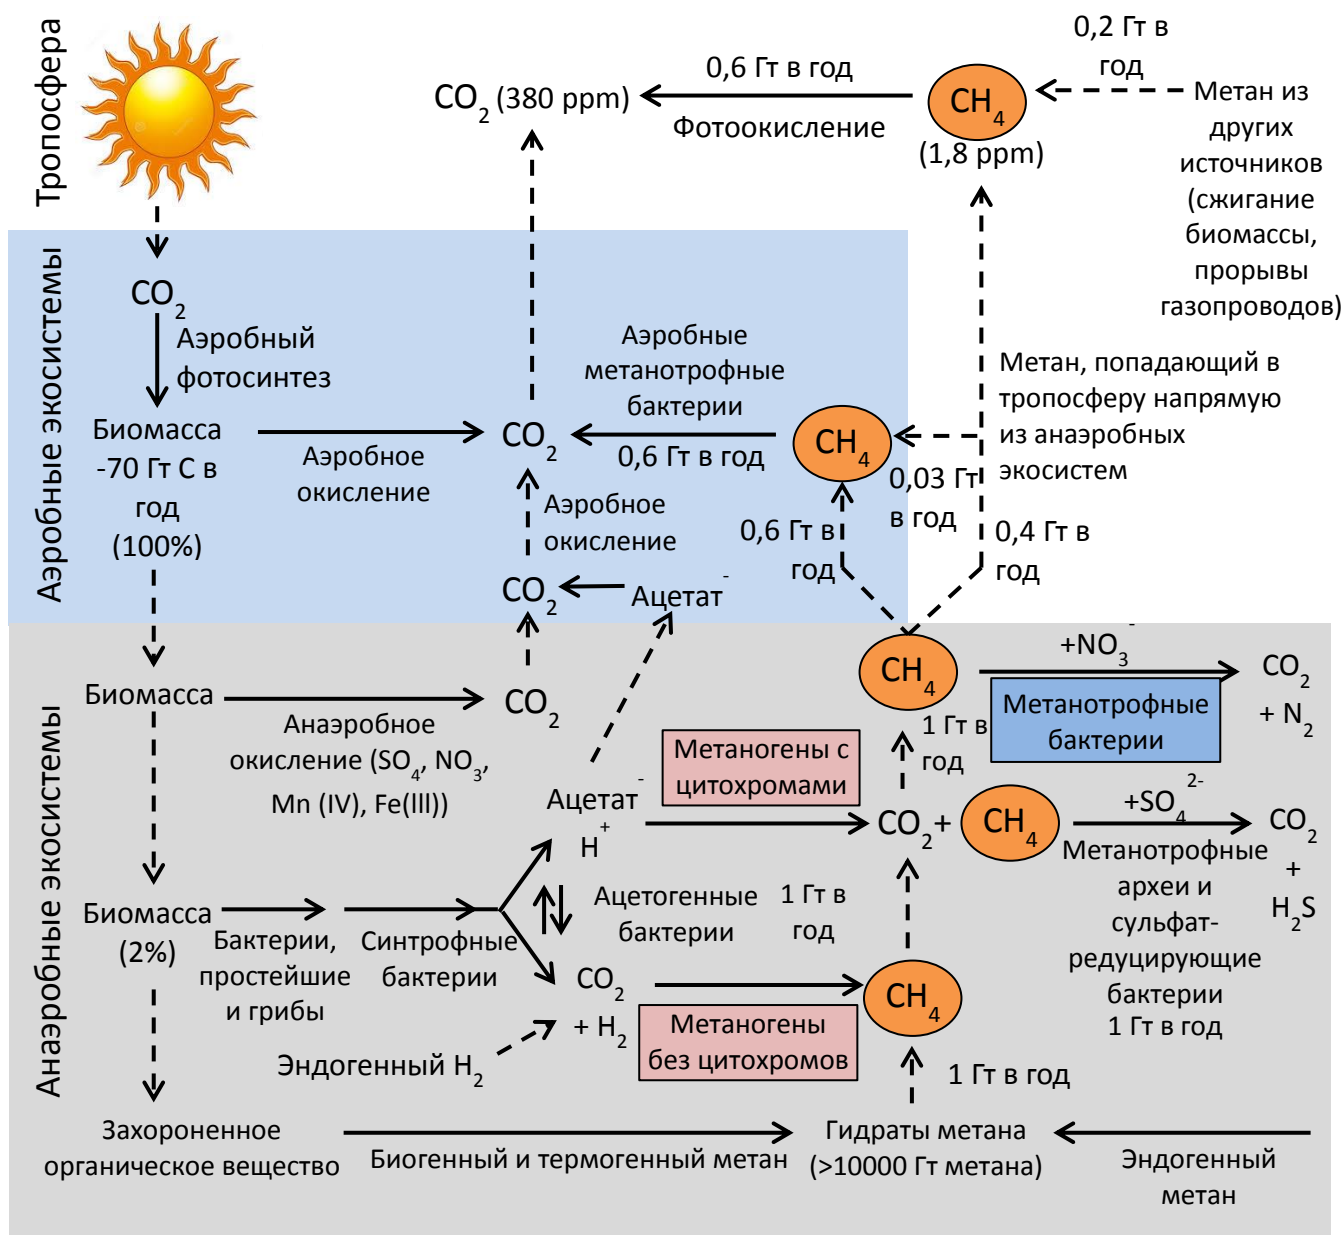 Тропосфера
0,2 Гт в
год
0,6 Гт в год
CO2 (380 ppm)
CH4
(1,8 ppm)
Фотоокисление
Метан из
других
источников
(сжигание
биомассы,
прорывы
газопроводов)
Аэробные экосистемы
CO2
Аэробный
фотосинтез
Биомасса
-70 Гт С в
год
(100%)
Аэробное
окисление
CO2
Аэробные
метанотрофные
бактерии
0,6 Гт в год
CH4
Метан, попадающий в
тропосферу напрямую
из анаэробных
экосистем
0,03 Гт
в год
0,6 Гт в
год
0,4 Гт в
год
Аэробное
окисление
CO2
Ацетат-
Анаэробные экосистемы
Биомасса
Анаэробное
окисление (SO4, NO3,
Mn (IV), Fe(III))
CO2
CH4
+NO3-
Метанотрофные
бактерии
CO2
+ N2
1 Гт в
год
Метаногены с
цитохромами
Ацетат-
H+
CO2+
CH4
+SO42-
Метанотрофные
археи и
сульфат-
редуцирующие
бактерии
1 Гт в год
CO2
+
H2S
Биомасса
(2%)
Бактерии,
простейшие
и грибы
Синтрофные
бактерии
Ацетогенные
бактерии
1 Гт в
год
CO2
+ H2
CH4
Метаногены
без цитохромов
Эндогенный H2
1 Гт в год
Захороненное
органическое вещество
Биогенный и термогенный метан
Гидраты метана
(>10000 Гт метана)
Эндогенный
метан